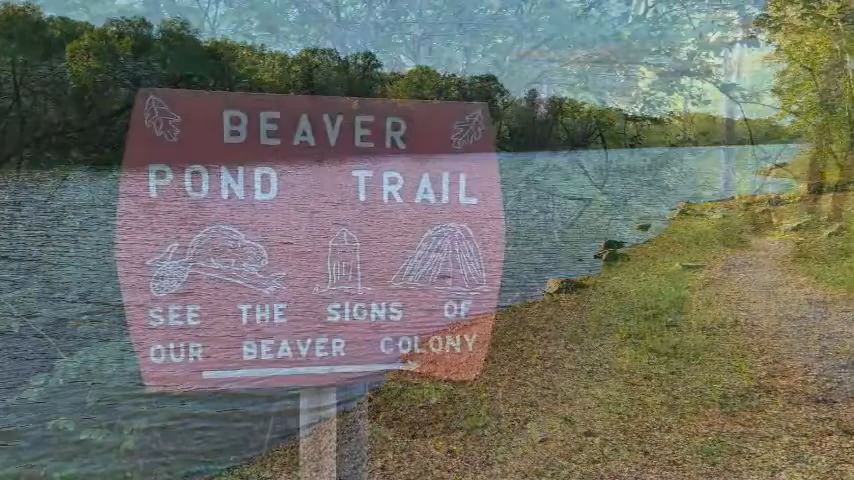 BEAVER
POND TRAIL
SEE THE SIGNS OF
OUR BEAVER COLONY